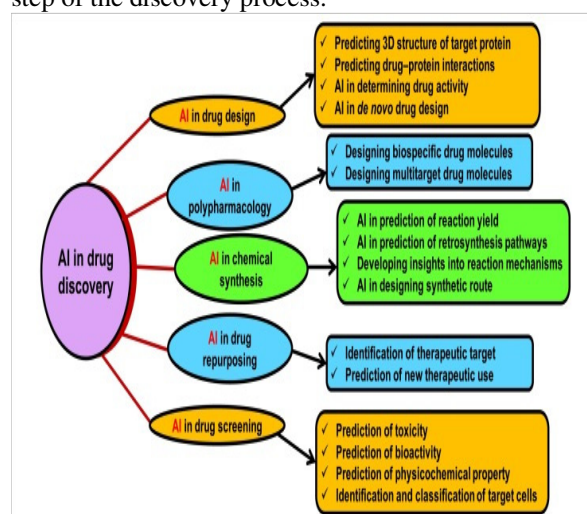 step of the discovery process.
✓ Predicting 3D structure of target protein
✓ Predicting drug–protein interactions
✓ AI in determining drug activity
✓ AI in de novo drug design
AI in drug design
✓ Designing biospecific drug molecules
✓ Designing multitarget drug molecules
AI in
polypharmacology
✓ AI in prediction of reaction yield
✓ AI in prediction of retrosynthesis pathways
✓ Developing insights into reaction mechanisms
✓ AI in designing synthetic route
AI in chemical
synthesis
AI in drug
discovery
AI in drug
repurposing
✓ Identification of therapeutic target
✓ Prediction of new therapeutic use
AI in drug screening
✓ Prediction of toxicity
✓ Prediction of bioactivity
✓ Prediction of physicochemical property
✓ Identification and classification of target cells